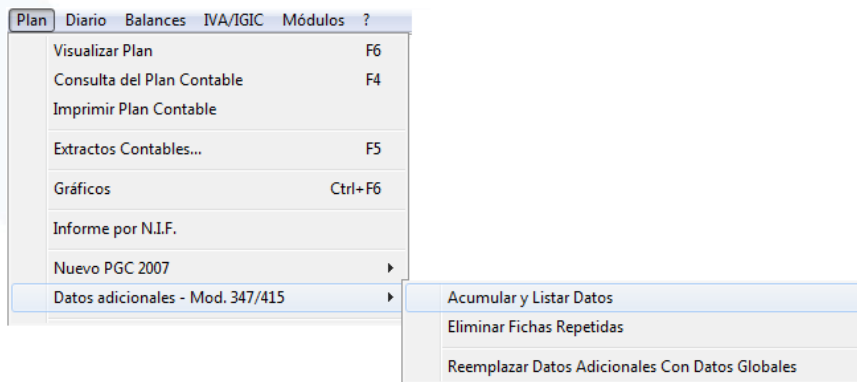 Plan Diario Balances IVA/IGIC Módulos ?
Visualizar Plan F6
Consulta del Plan Contable F4
Imprimir Plan Contable
Extractos Contables... F5
Gráficos Ctrl+F6
Informe por N.I.F.
Nuevo PGC 2007
Datos adicionales - Mod. 347/415
Acumular y Listar Datos
Eliminar Fichas Repetidas
Reemplazar Datos Adicionales Con Datos Globales